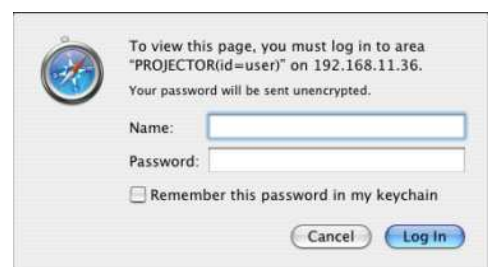 To view this page, you must log in to area
“PROJECTOR(id=user)” on 192.168.11.36.
Your password will be sent unencrypted.
Name:
Password:
Remember this password in my keychain
Cancel Log In